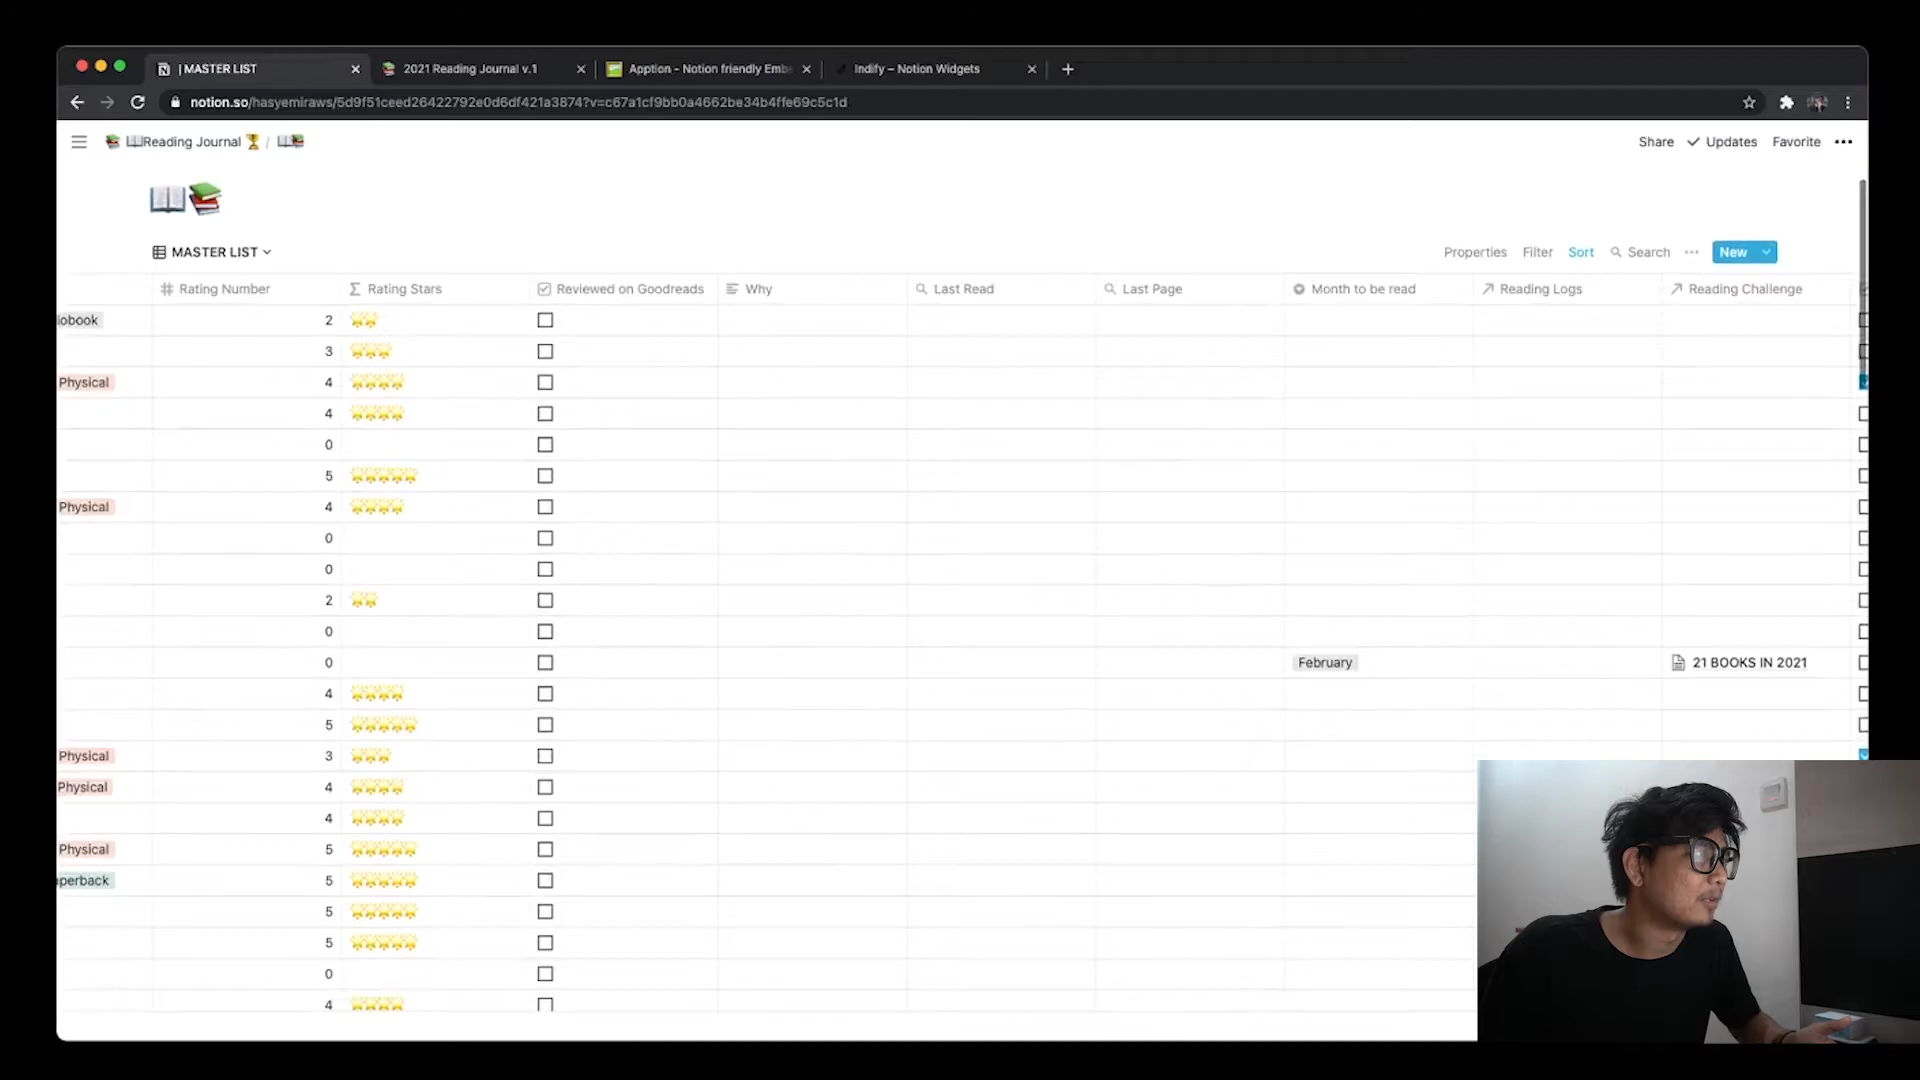 | MASTER LIST
2021 Reading Journal v.1
Apption - Notion friendly Embe
Indify – Notion Widgets
notion.so/hasyemiraws/5d9f51ceed26422792e0d6df421a3874?v=c67a1cf9bb0a4662be34b4ffe69c5c1d
Reading Journal /
Share Updates Favorite
MASTER LIST
Properties Filter Sort Search New
Rating Number Rating Stars Reviewed on Goodreads Why Last Read Last Page Month to be read Reading Logs Reading Challenge
iobook 2
3
Physical 4
4
0
5
Physical 4
0
0
2
0
0 February 21 BOOKS IN 2021
4
5
Physical 3
Physical 4
4
Physical 5
aperback 5
5
5
0
4